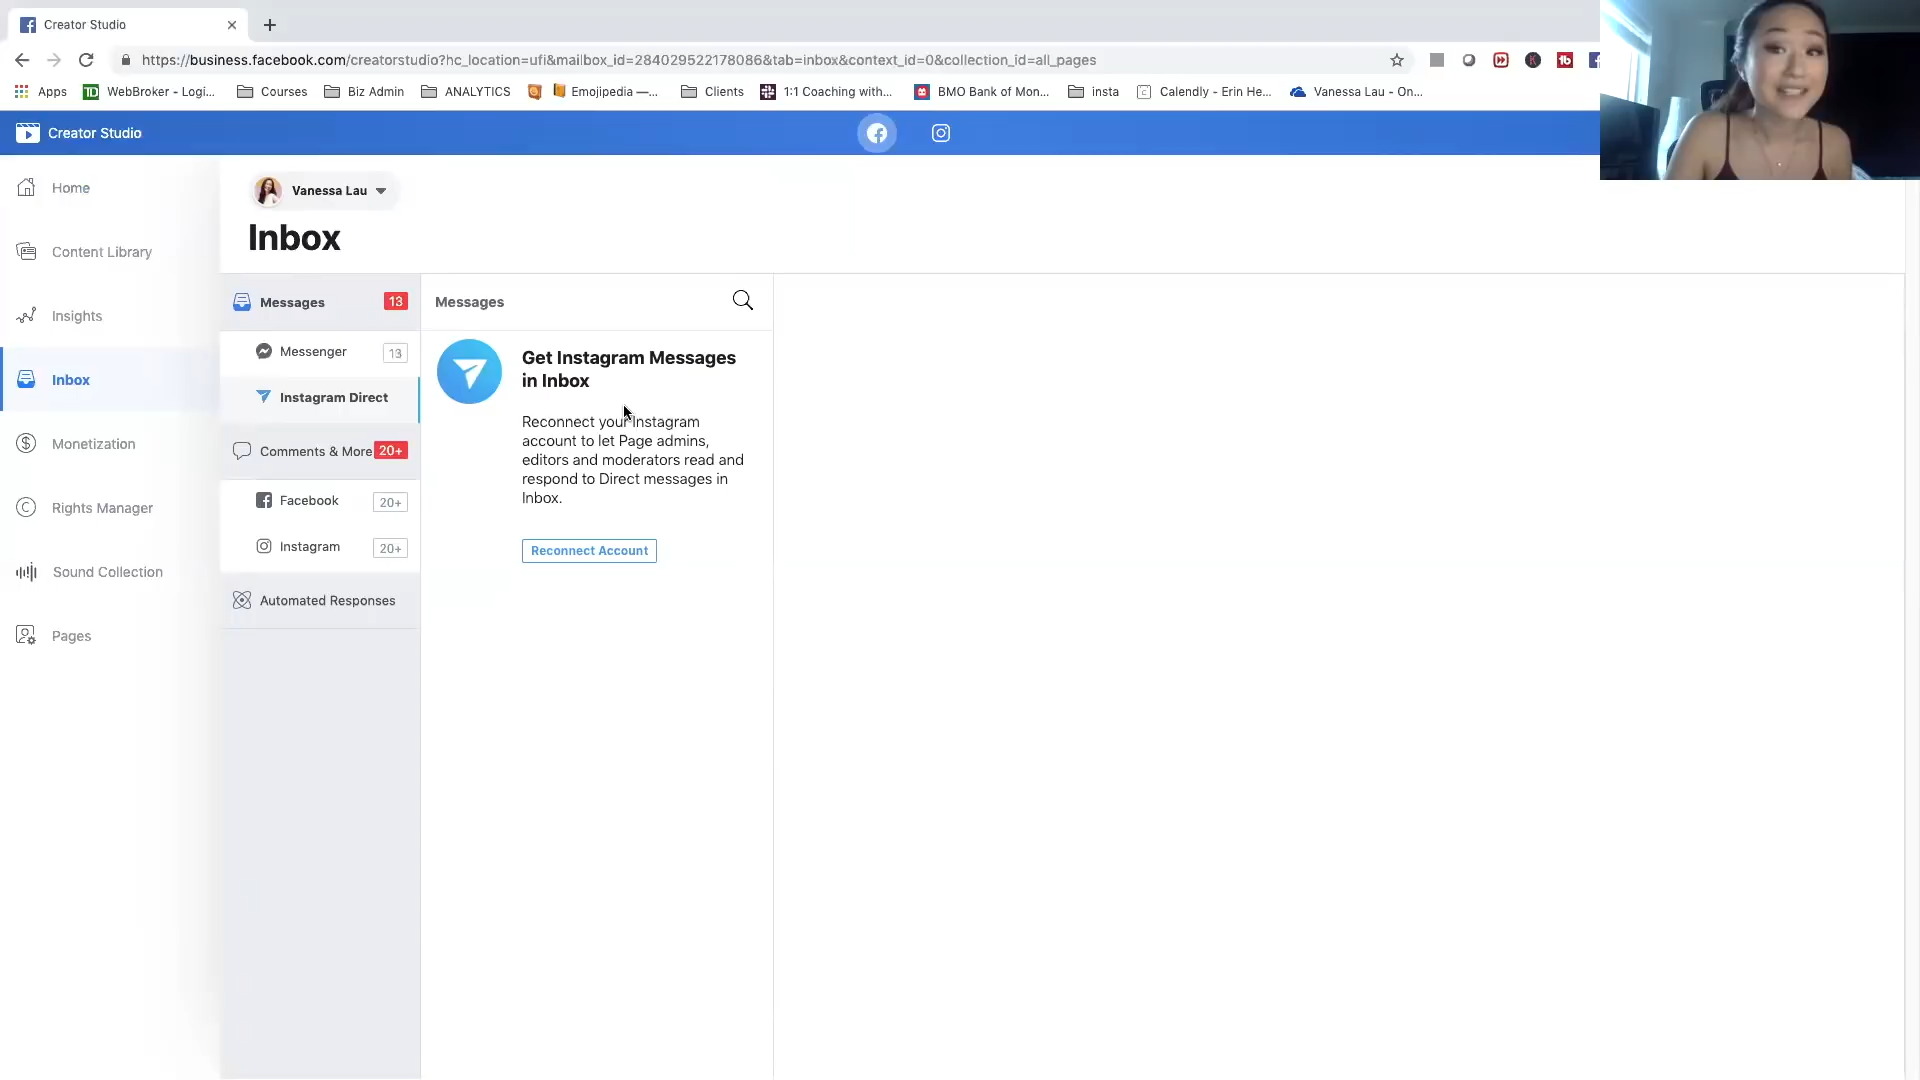 Creator Studio
https://business.facebook.com/creatorstudio?hc_location=ufi&mailbox_id=284029522178086&tab=inbox&context_id=0&collection_id=all_pages
Apps WebBroker - Logi... Courses Biz Admin ANALYTICS Emojipedia —... Clients 1:1 Coaching with... BMO Bank of Mon... insta Calendly - Erin He... Vanessa Lau - On...
Creator Studio
Home
Content Library
Insights
Inbox
Monetization
Rights Manager
Sound Collection
Pages
Vanessa Lau
Inbox
Messages 13
Messenger 13
Instagram Direct
Comments & More 20+
Facebook 20+
Instagram 20+
Automated Responses
Messages
Get Instagram Messages
in Inbox
Reconnect your Instagram
account to let Page admins,
editors and moderators read and
respond to Direct messages in
Inbox.
Reconnect Account